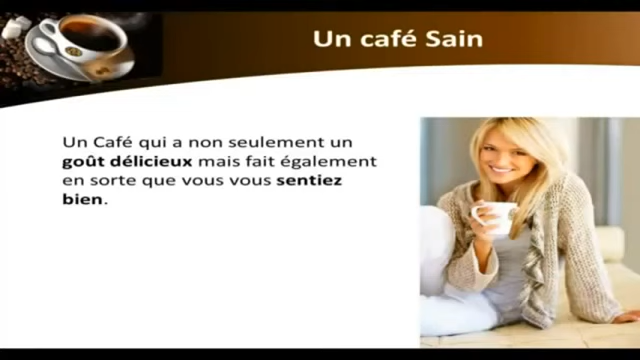 Un café Sain
Un Café qui a non seulement un
goût délicieux mais fait également
en sorte que vous vous sentiez
bien.